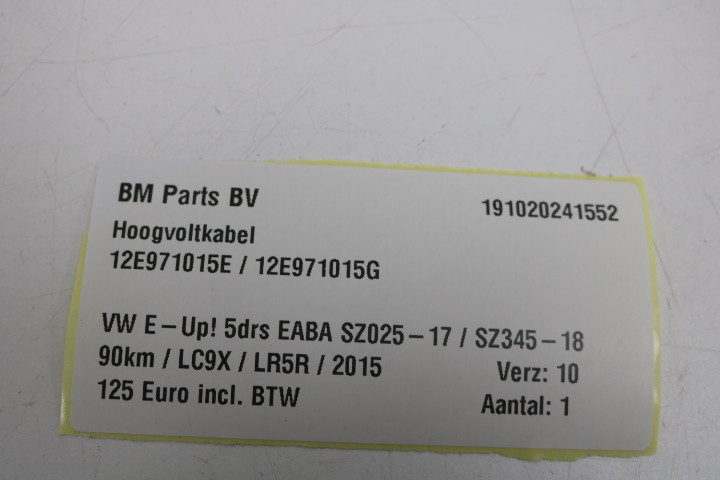 BM Parts BV 191020241552
Hoogvoltkabel
12E971015E / 12E971015G
VW E-Up! 5drs EABA SZ025-17 / SZ345-18
90km / LC9X / LR5R / 2015 Verz: 10
125 Euro incl. BTW Aantal: 1